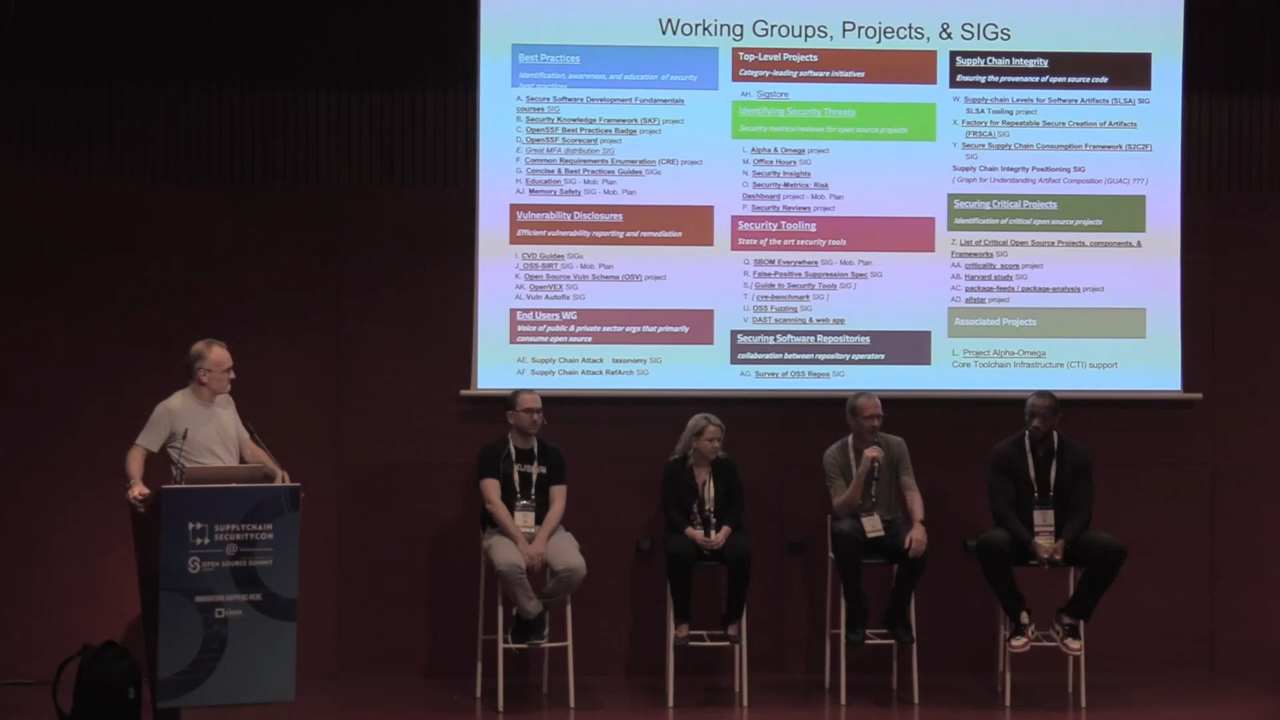 Working Groups, Projects, & SIGs
Best Practices
Identification, awareness, and education of security
best practices
A. Secure Software Development Fundamentals
courses SIG
B. Security Knowledge Framework (SKF) project
C. OpenSSF Best Practices Badge project
D. OpenSSF Scorecard project
E. Great MFA distribution SIG
F. Common Requirements Enumeration (CRE) project
G. Concise & Best Practices Guides SIGs
H. Education SIG - Mob. Plan
AJ. Memory Safety SIG - Mob. Plan
Vulnerability Disclosures
Efficient vulnerability reporting and remediation
I. CVD Guides SIGs
J. OSS-SIRT SIG - Mob. Plan
K. Open Source Vuln Schema (OSV) project
AK. OpenVEX SIG
AL. Vuln Autofix SIG
End Users WG
Voice of public & private sector orgs that primarily
consume open source
AE. Supply Chain Attack taxonomy SIG
AF. Supply Chain Attack RefArch SIG
Top-Level Projects
Category-leading software initiatives
AH. Sigstore
Identifying Security Threats
Security metrics/reviews for open source projects
L. Alpha & Omega project
M. Office Hours SIG
N. Security Insights
O. Security-Metrics: Risk
Dashboard project - Mob. Plan
P. Security Reviews project
Security Tooling
State of the art security tools
Q. SBOM Everywhere SIG - Mob. Plan
R. False-Positive Suppression Spec SIG
S. [ Guide to Security Tools SIG ]
T. [ cve-benchmark SIG ]
U. OSS Fuzzing SIG
V. DAST scanning & web app
Securing Software Repositories
collaboration between repository operators
AG. Survey of OSS Repos SIG
Supply Chain Integrity
Ensuring the provenance of open source code
W. Supply-chain Levels for Software Artifacts (SLSA) SIG
SLSA Tooling project
X. Factory for Repeatable Secure Creation of Artifacts
(FRSCA) SIG
Y. Secure Supply Chain Consumption Framework (S2C2F)
SIG
Supply Chain Integrity Positioning SIG
( Graph for Understanding Artifact Composition (GUAC) ??? )
Securing Critical Projects
Identification of critical open source projects
Z. List of Critical Open Source Projects, components, &
Frameworks SIG
AA. criticality_score project
AB. Harvard study SIG
AC. package-feeds / package-analysis project
AD. allstar project
Associated Projects
L. Project Alpha-Omega
Core Toolchain Infrastructure (CTI) support
SUPPLYCHAIN
SECURITYCON
@
OPEN SOURCE SUMMIT
INNOVATION HAPPENS HERE